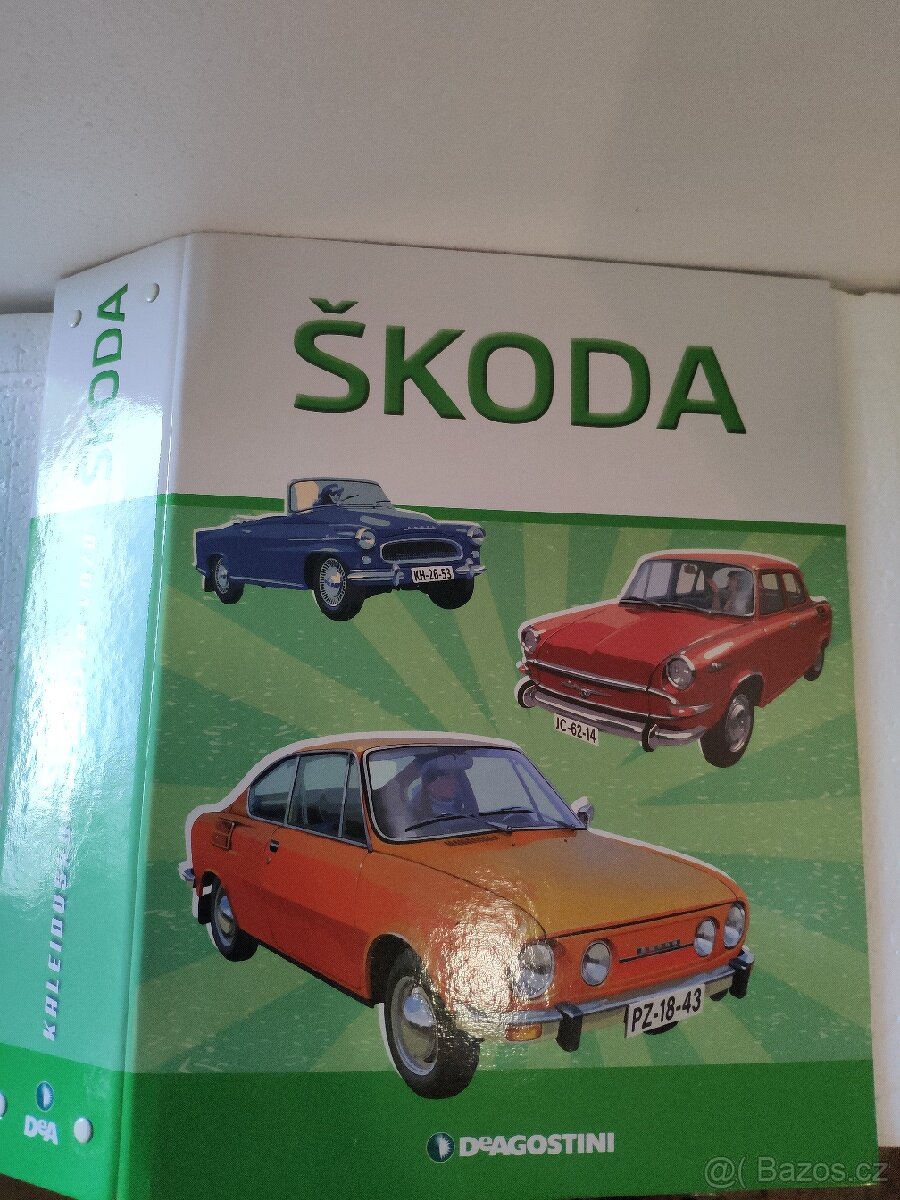 ŠKODA
ŠKODA
KH-26-53
JC-62-14
PZ-18-43
DeA
DeAGOSTINI
@( Bazos.cz